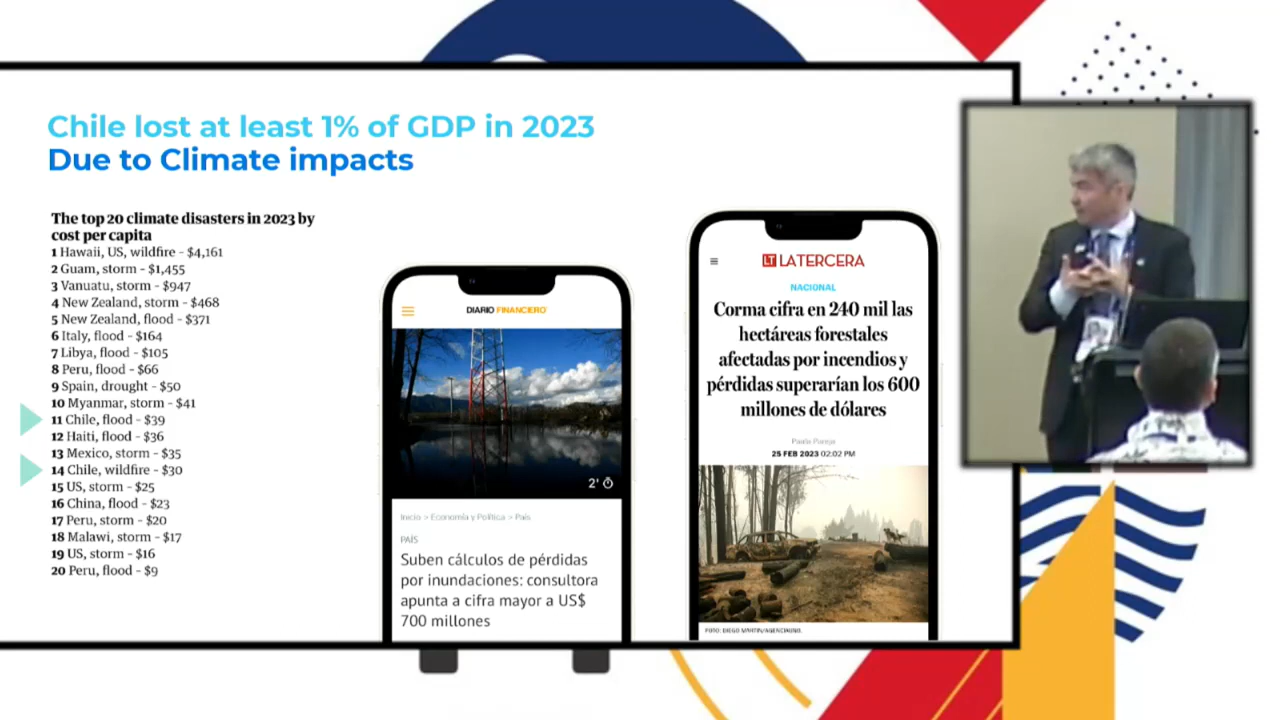 Chile lost at least 1% of GDP in 2023
Due to Climate impacts
The top 20 climate disasters in 2023 by
cost per capita
1 Hawaii, US, wildfire - $4,161
2 Guam, storm - $1,455
3 Vanuatu, storm - $947
4 New Zealand, storm - $468
5 New Zealand, flood - $371
6 Italy, flood - $164
7 Libya, flood - $105
8 Peru, flood - $66
9 Spain, drought - $50
10 Myanmar, storm - $41
11 Chile, flood - $39
12 Haiti, flood - $36
13 Mexico, storm - $35
14 Chile, wildfire - $30
15 US, storm - $25
16 China, flood - $23
17 Peru, storm - $20
18 Malawi, storm - $17
19 US, storm - $16
20 Peru, flood - $9
DIARIO FINANCIERO
2'
Inicio > Economía y Política > País
PAÍS
Suben cálculos de pérdidas
por inundaciones: consultora
apunta a cifra mayor a US$
700 millones
LT LATERCERA
NACIONAL
Corma cifra en 240 mil las
hectáreas forestales
afectadas por incendios y
pérdidas superarían los 600
millones de dólares
Paula Pareja
25 FEB 2023 02:02 PM
FOTO: DIEGO MARTIN/AGENCIAUNO.